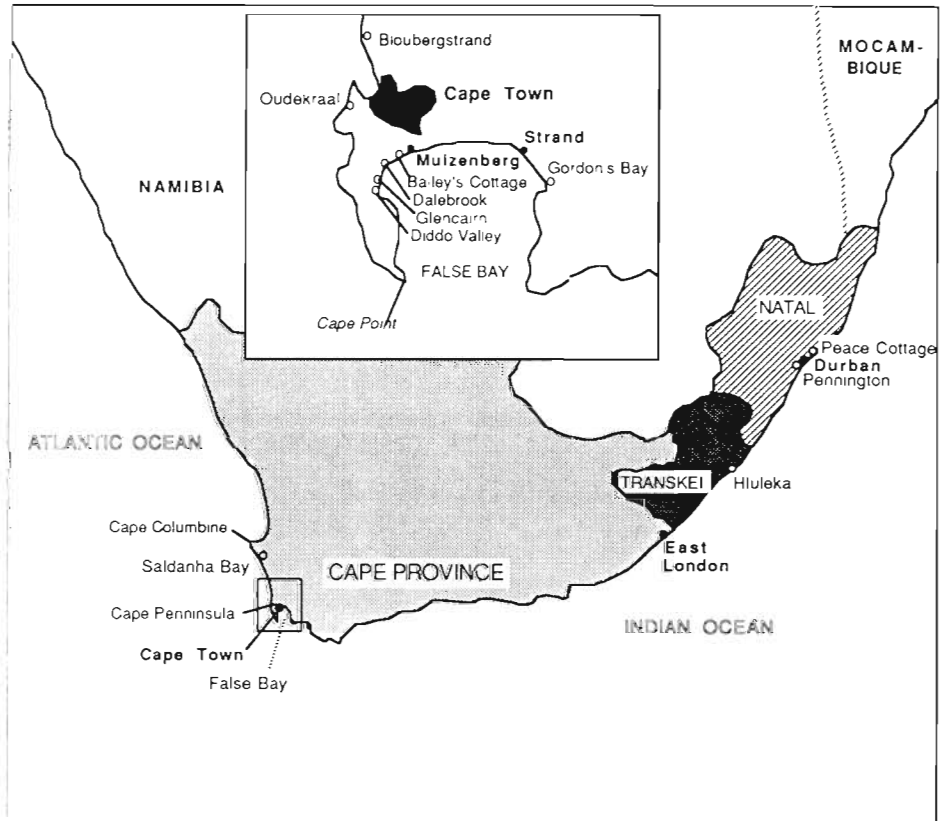 Bloubergstrand
Cape Town
Oudekraal
Strand
Muizenberg
Gordon's Bay
Bailey's Cottage
Dalebrook
Glencairn
Diddo Valley
FALSE BAY
Cape Point
MOCAM-
BIQUE
NAMIBIA
NATAL
Peace Cottage
Durban
Pennington
ATLANTIC OCEAN
TRANSKEI
Hluleka
Cape Columbine
East
London
Saldanha Bay
CAPE PROVINCE
Cape Penninsula
INDIAN OCEAN
Cape Town
False Bay